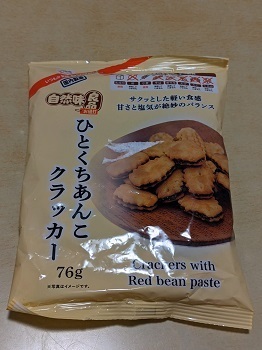 自然味良品
サクッとした軽い食感
甘さと塩気が絶妙のバランス
ひとくちあんこ
クラッカー
76g
Crackers with
Red bean paste
※写真はイメージです。